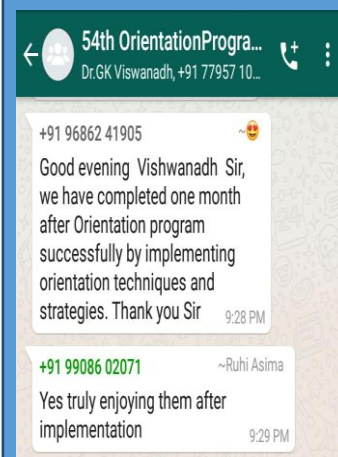 54th OrientationProgra...
Dr.GK Viswanadh, +91 77957 10...
+91 96862 41905 ~😍
Good evening Vishwanadh Sir,
we have completed one month
after Orientation program
successfully by implementing
orientation techniques and
strategies. Thank you Sir 9:28 PM
+91 99086 02071 ~Ruhi Asima
Yes truly enjoying them after
implementation 9:29 PM